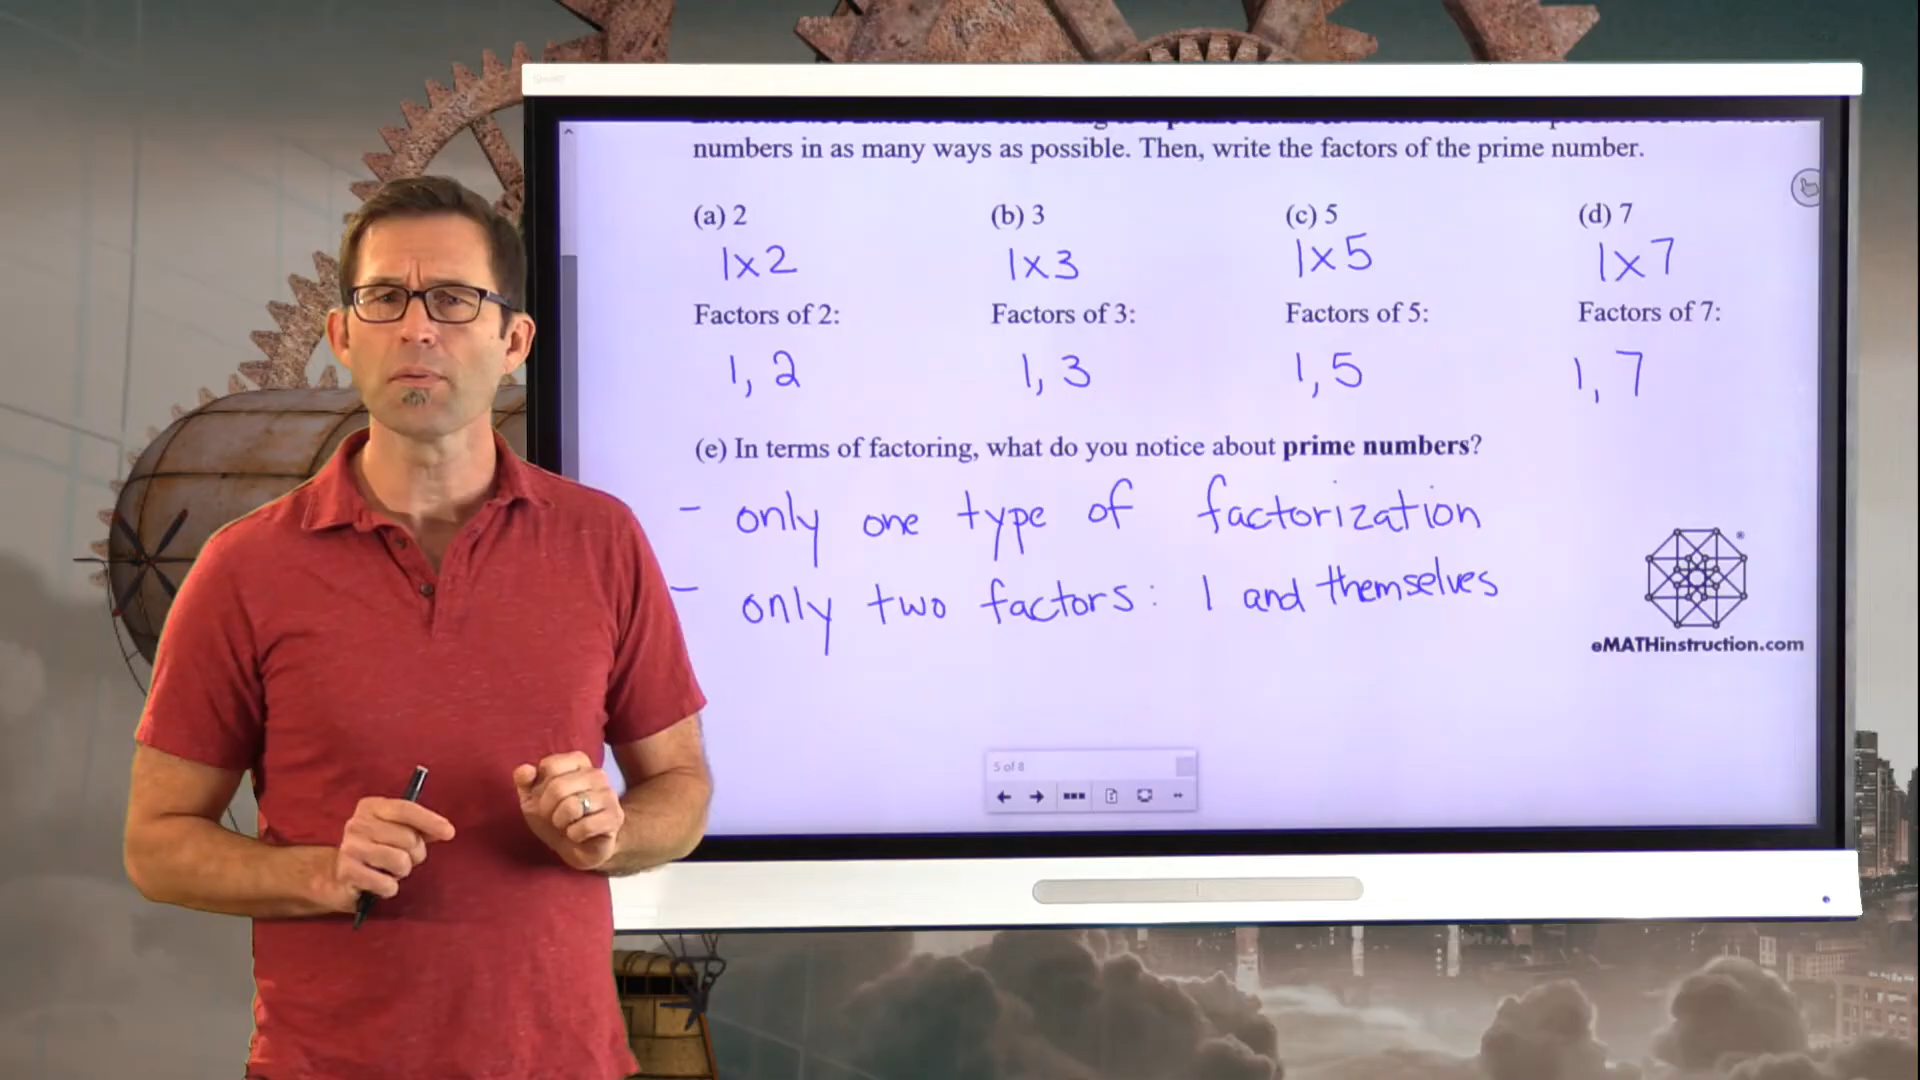 numbers in as many ways as possible. Then, write the factors of the prime number.
(a) 2 (b) 3 (c) 5 (d) 7
1x2 1x3 1x5 1x7
Factors of 2: Factors of 3: Factors of 5: Factors of 7:
1, 2 1, 3 1, 5 1, 7
(e) In terms of factoring, what do you notice about prime numbers?
- only one type of factorization
- only two factors: 1 and themselves
®
eMATHinstruction.com
5 of 8